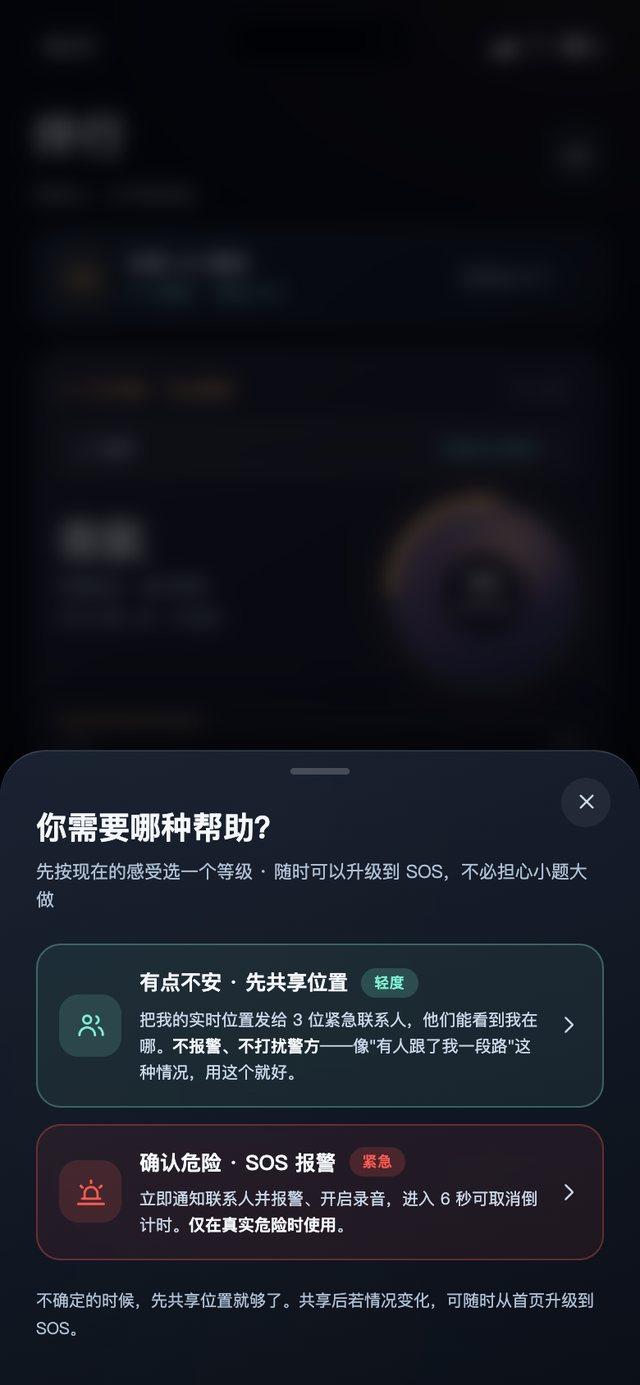 你需要哪种帮助?
先按现在的感受选一个等级 · 随时可以升级到 SOS，不必担心小题大
做
有点不安 · 先共享位置 轻度
把我的实时位置发给 3 位紧急联系人，他们能看到我在
哪。不报警、不打扰警方——像"有人跟了我一段路"这
种情况，用这个就好。
确认危险 · SOS 报警 紧急
立即通知联系人并报警、开启录音，进入 6 秒可取消倒
计时。仅在真实危险时使用。
不确定的时候，先共享位置就够了。共享后若情况变化，可随时从首页升级到
SOS。